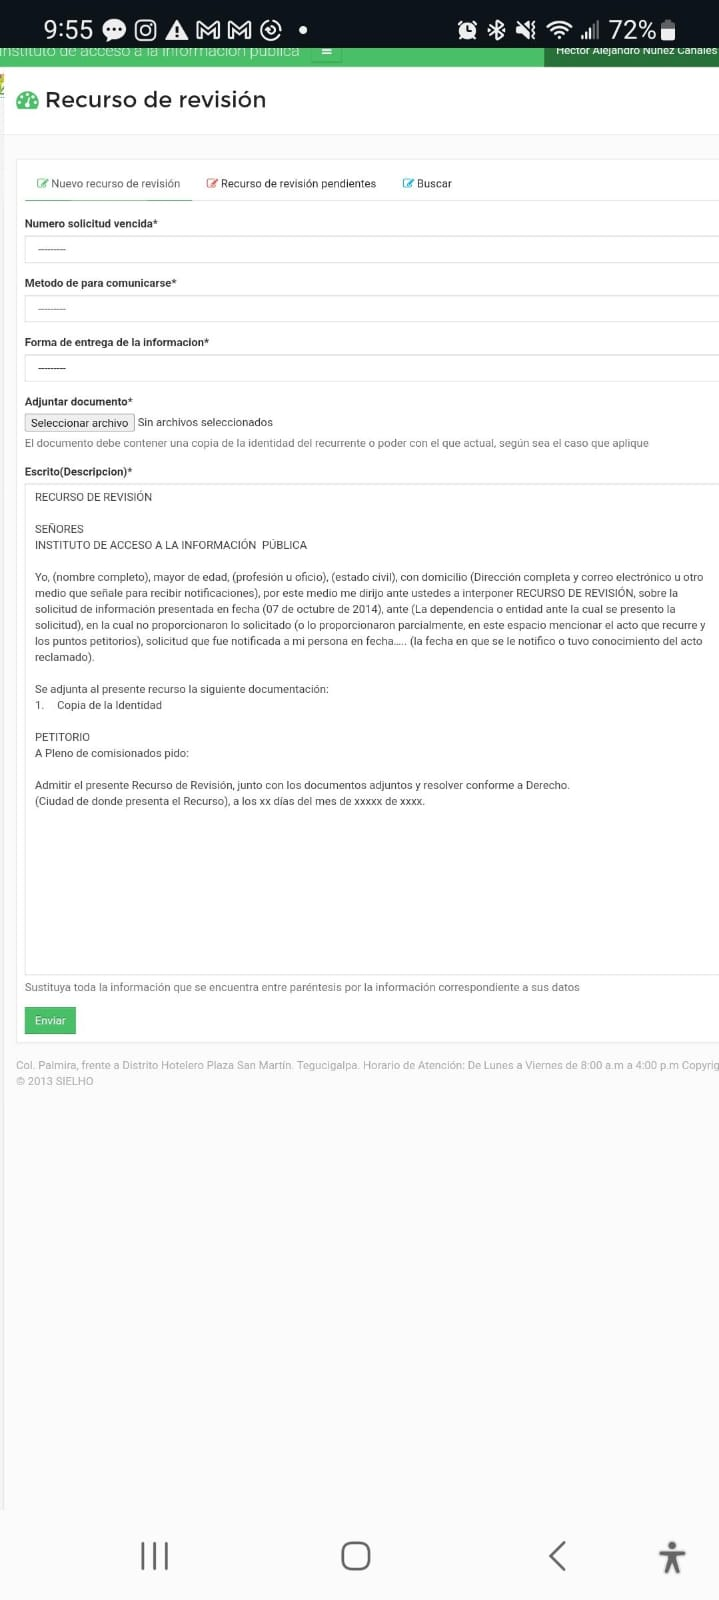 9:55
72%
Instituto de acceso a la información pública
Hector Alejandro Nuñez Canales
Recurso de revisión
Nuevo recurso de revisión
Recurso de revisión pendientes
Buscar
Numero solicitud vencida*
---------
Metodo de para comunicarse*
---------
Forma de entrega de la informacion*
---------
Adjuntar documento*
Seleccionar archivo Sin archivos seleccionados
El documento debe contener una copia de la identidad del recurrente o poder con el que actual, según sea el caso que aplique
Escrito(Descripcion)*
RECURSO DE REVISIÓN
SEÑORES
INSTITUTO DE ACCESO A LA INFORMACIÓN PÚBLICA
Yo, (nombre completo), mayor de edad, (profesión u oficio), (estado civil), con domicilio (Dirección completa y correo electrónico u otro
medio que señale para recibir notificaciones), por este medio me dirijo ante ustedes a interponer RECURSO DE REVISIÓN, sobre la
solicitud de información presentada en fecha (07 de octubre de 2014), ante (La dependencia o entidad ante la cual se presento la
solicitud), en la cual no proporcionaron lo solicitado (o lo proporcionaron parcialmente, en este espacio mencionar el acto que recurre y
los puntos petitorios), solicitud que fue notificada a mi persona en fecha..... (la fecha en que se le notifico o tuvo conocimiento del acto
reclamado).
Se adjunta al presente recurso la siguiente documentación:
1. Copia de la Identidad
PETITORIO
A Pleno de comisionados pido:
Admitir el presente Recurso de Revisión, junto con los documentos adjuntos y resolver conforme a Derecho.
(Ciudad de donde presenta el Recurso), a los xx días del mes de xxxxx de xxxx.
Sustituya toda la información que se encuentra entre paréntesis por la información correspondiente a sus datos
Enviar
Col. Palmira, frente a Distrito Hotelero Plaza San Martín. Tegucigalpa. Horario de Atención: De Lunes a Viernes de 8:00 a.m a 4:00 p.m Copyrig
© 2013 SIELHO